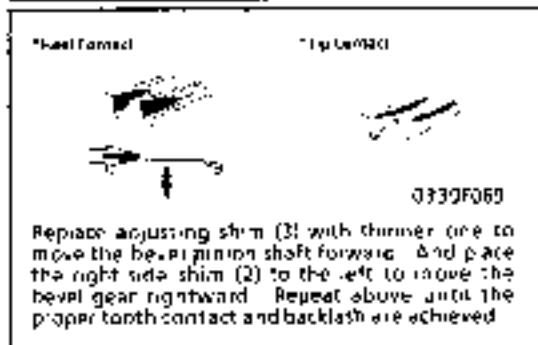 "Heel Contact
"Tip Contact
0339F069
Replace adjusting shim (3) with thinner one to
move the bevel pinion shaft forward. And place
the right side shim (2) to the left to move the
bevel gear rightward. Repeat above until the
proper tooth contact and backlash are achieved